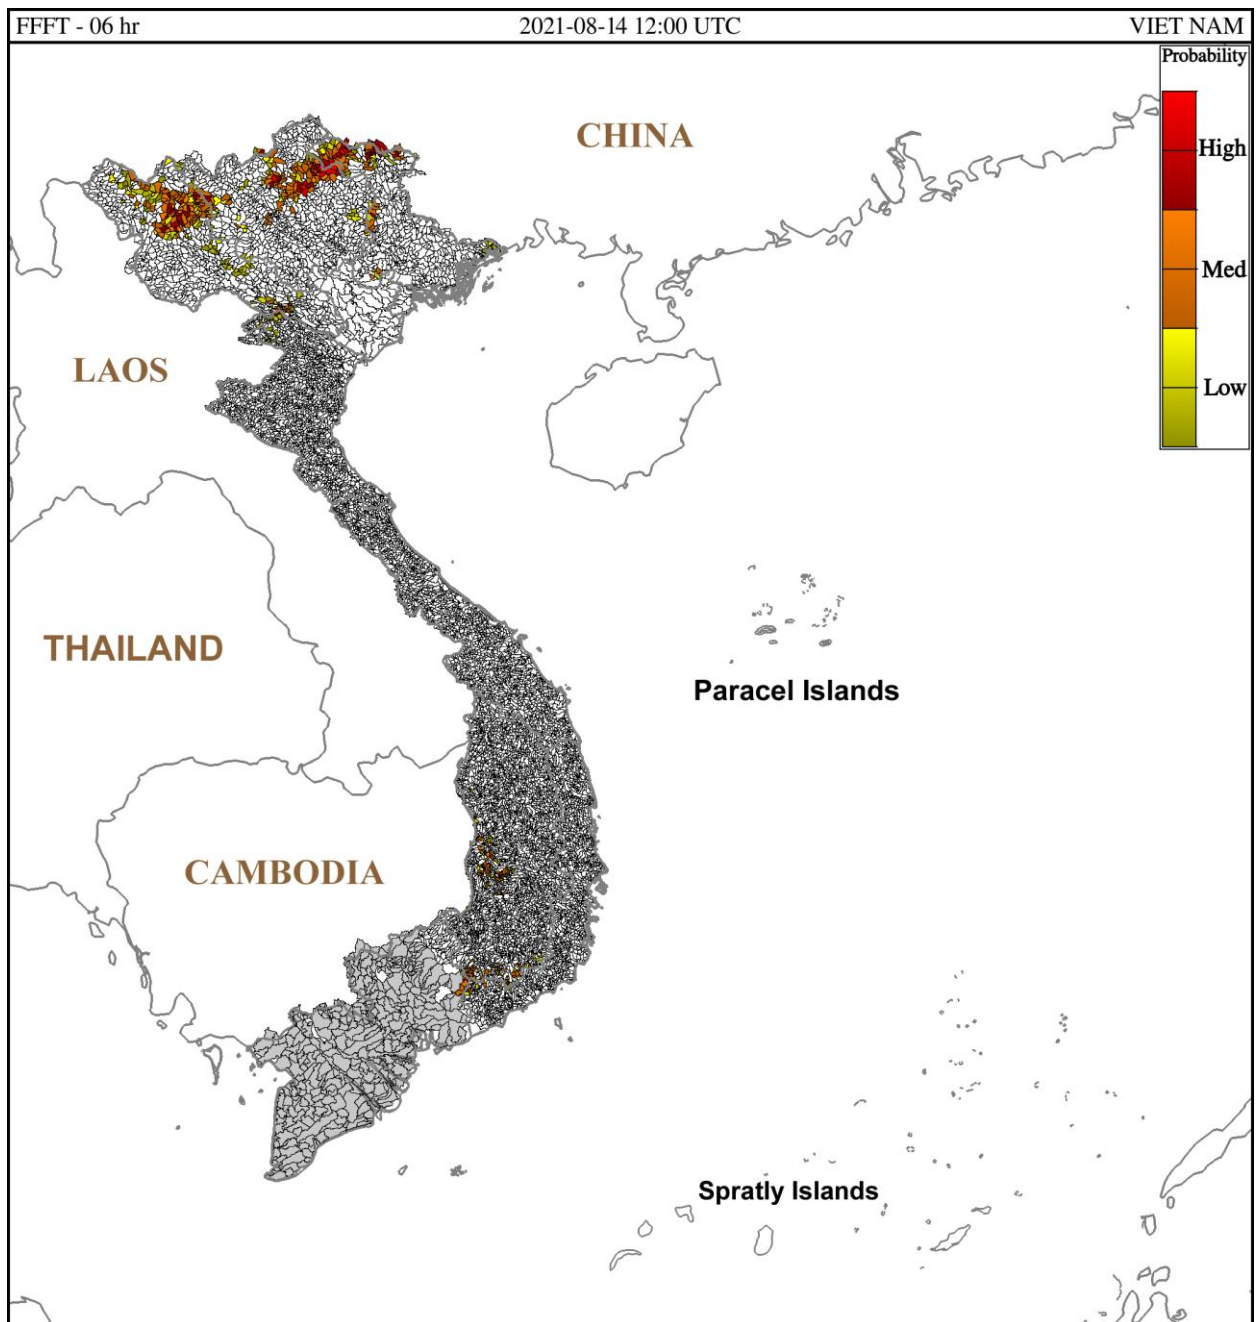 FFFT - 06 hr 2021-08-14 12:00 UTC VIET NAM
Probability
CHINA
High
Med
LAOS
Low
THAILAND
Paracel Islands
CAMBODIA
Spratly Islands